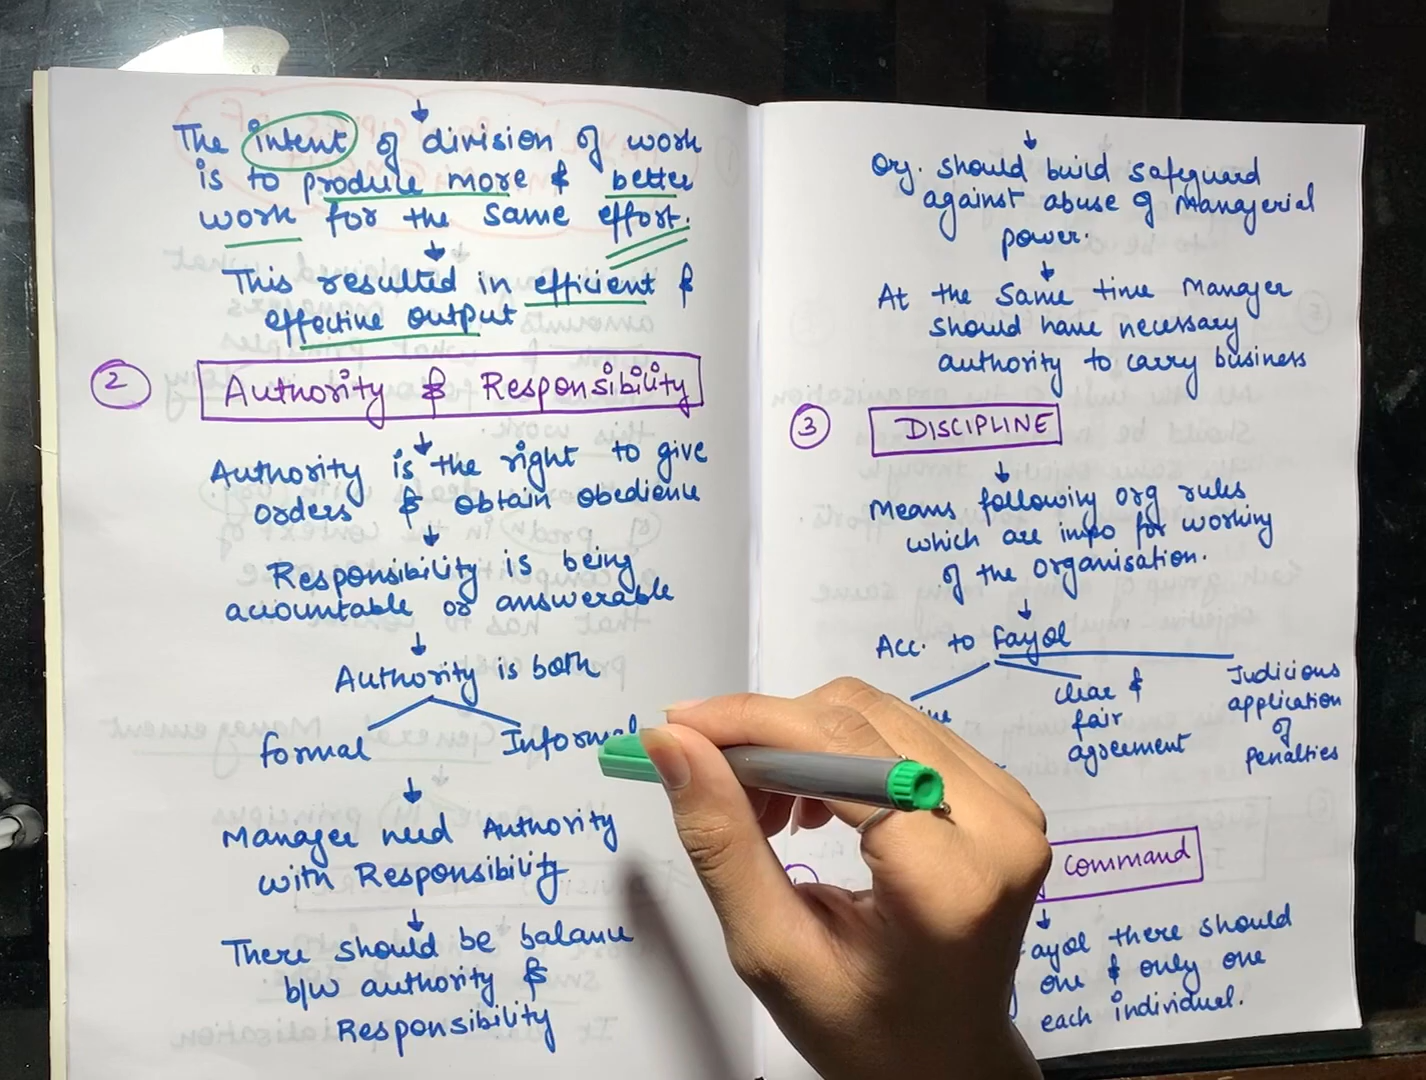 The intent of division of work
is to produce more & better
work for the same effort.
This resulted in efficient &
effective output
2 Authority & Responsibility
Authority is the right to give
orders & obtain obedience
Responsibility is being
accountable or answerable
Authority is both
formal Informal
Manager need Authority
with Responsibility
There should be balance
b/w authority &
Responsibility
Org. should build safeguard
against abuse of Managerial
power.
At the same time Manager
should have necessary
authority to carry business
3 DISCIPLINE
Means following org rules
which are impo for working
of the organisation.
Acc. to Fayol
clear &
fair
agreement
Judicious
application
of
penalties
Command
Fayol there should
one & only one
each individual.